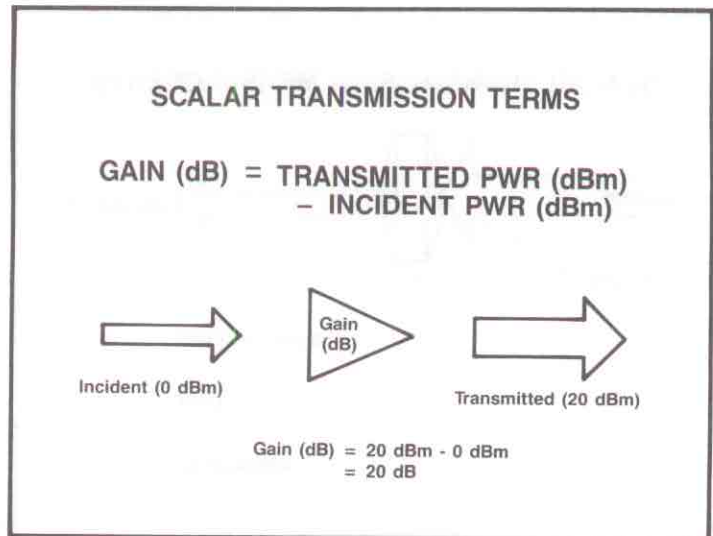 SCALAR TRANSMISSION TERMS
GAIN (dB) = TRANSMITTED PWR (dBm)
– INCIDENT PWR (dBm)
Gain
(dB)
Incident (0 dBm)
Transmitted (20 dBm)
Gain (dB) = 20 dBm - 0 dBm
= 20 dB